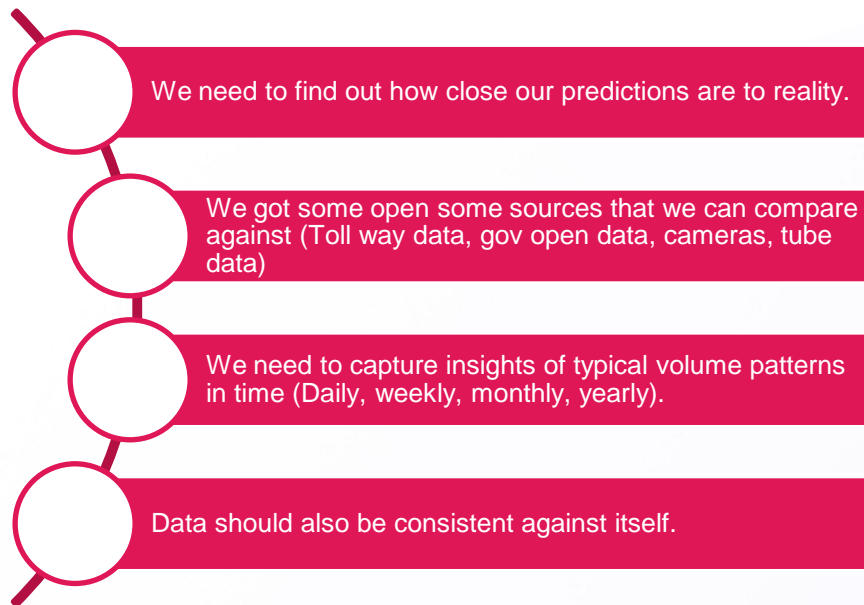 We need to find out how close our predictions are to reality.
We got some open some sources that we can compare
against (Toll way data, gov open data, cameras, tube
data)
We need to capture insights of typical volume patterns
in time (Daily, weekly, monthly, yearly).
Data should also be consistent against itself.